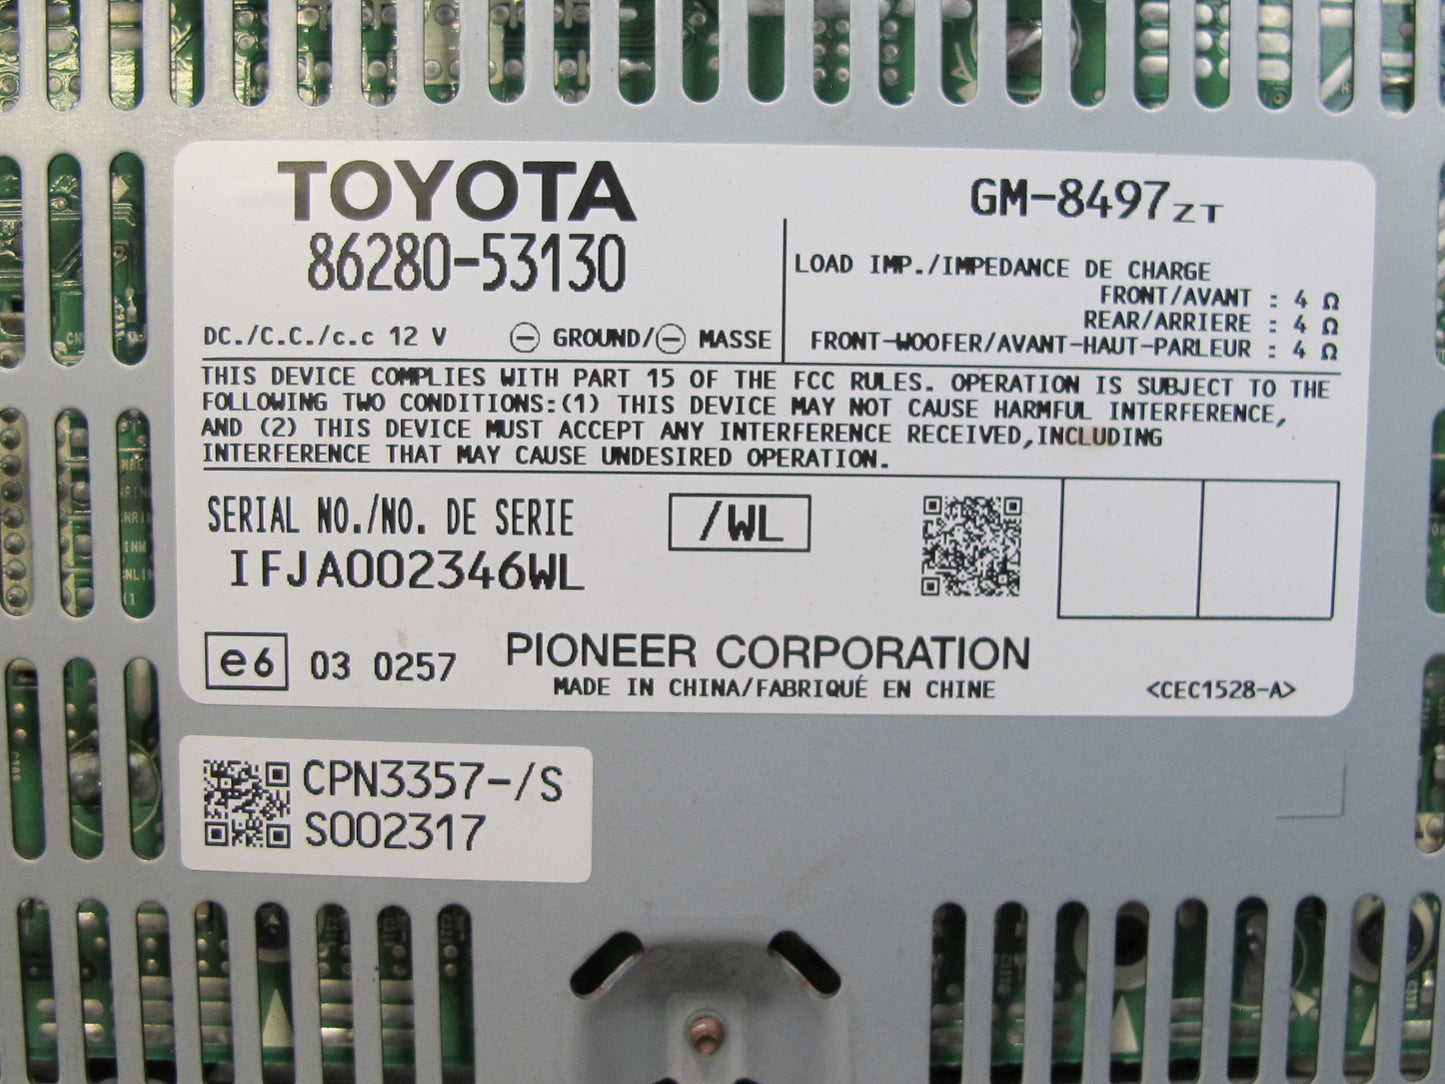 TOYOTA
86280-53130
GM-8497ZT
LOAD IMP./IMPEDANCE DE CHARGE
FRONT/AVANT : 4 Ω
REAR/ARRIERE : 4 Ω
FRONT-WOOFER/AVANT-HAUT-PARLEUR : 4 Ω
DC./C.C./c.c 12 V ⊖ GROUND/⊖ MASSE
THIS DEVICE COMPLIES WITH PART 15 OF THE FCC RULES. OPERATION IS SUBJECT TO THE
FOLLOWING TWO CONDITIONS:(1) THIS DEVICE MAY NOT CAUSE HARMFUL INTERFERENCE,
AND (2) THIS DEVICE MUST ACCEPT ANY INTERFERENCE RECEIVED,INCLUDING
INTERFERENCE THAT MAY CAUSE UNDESIRED OPERATION.
SERIAL NO./NO. DE SERIE
IFJA002346WL
/WL
e6 03 0257
PIONEER CORPORATION
MADE IN CHINA/FABRIQUÉ EN CHINE
<CEC1528-A>
CPN3357-/S
S002317